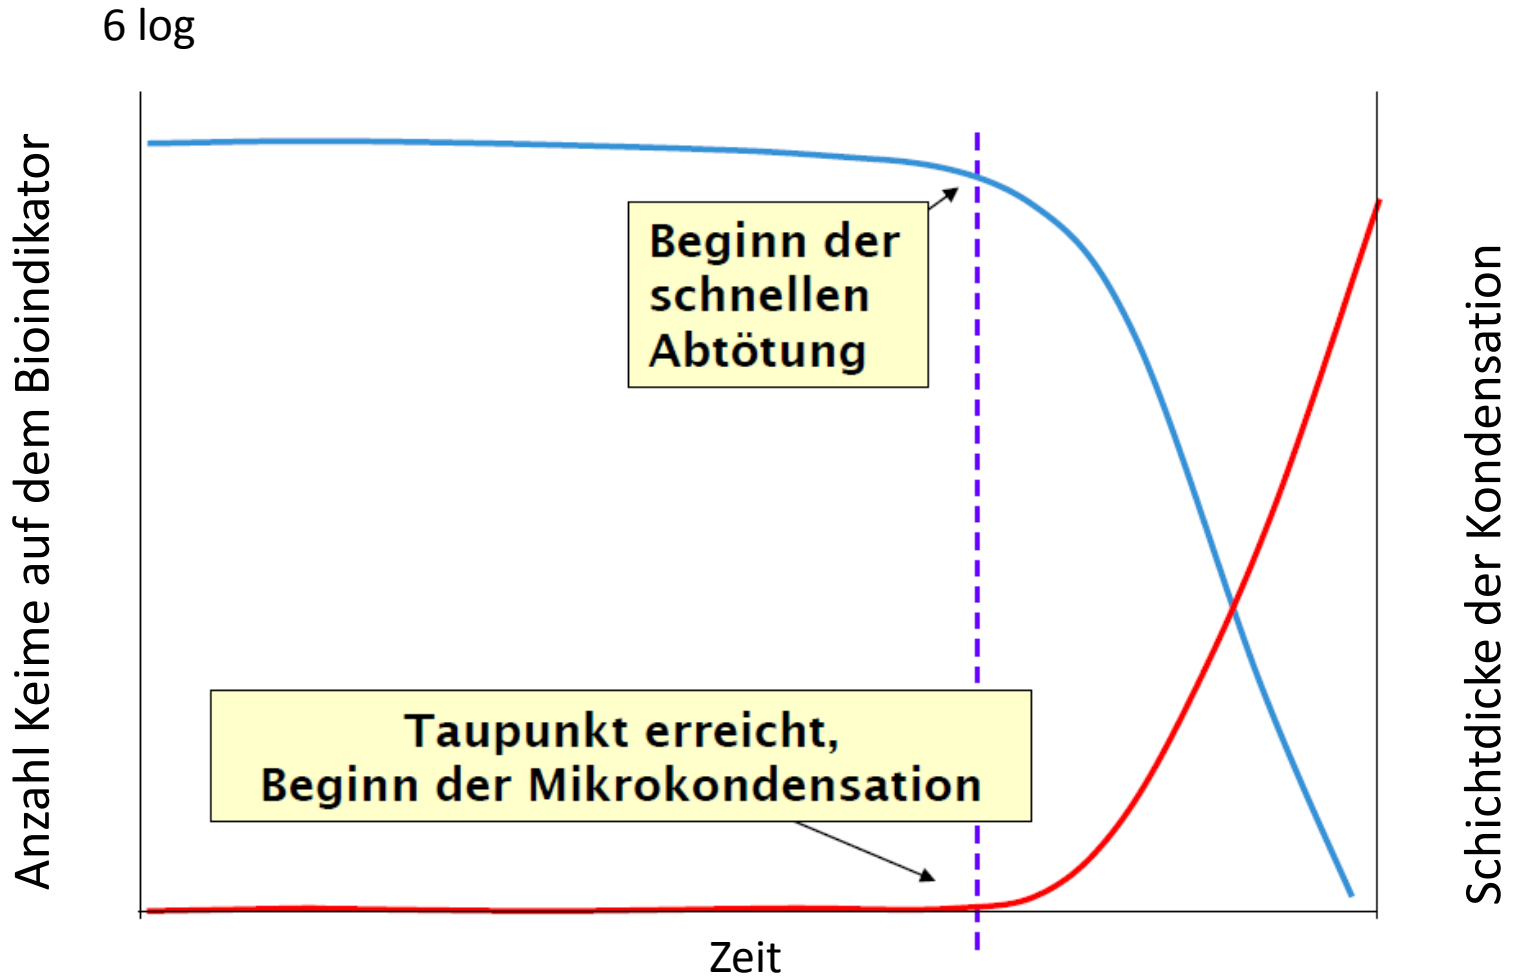 6 log
Anzahl Keime auf dem Bioindikator
Beginn der
schnellen
Abtötung
Taupunkt erreicht,
Beginn der Mikrokondensation
Schichtdicke der Kondensation
Zeit